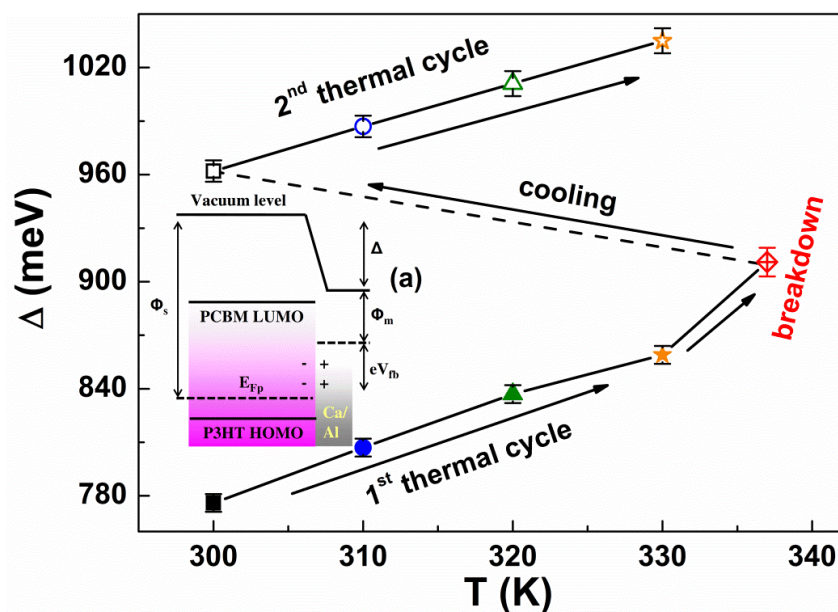 1020
960
900
840
780
Δ (meV)
2nd thermal cycle
cooling
breakdown
1st thermal cycle
Vacuum level
Δ
(a)
Φs
PCBM LUMO
Φm
eVfb
- +
EFp
- +
Ca/
Al
P3HT HOMO
300 310 320 330 340
T (K)